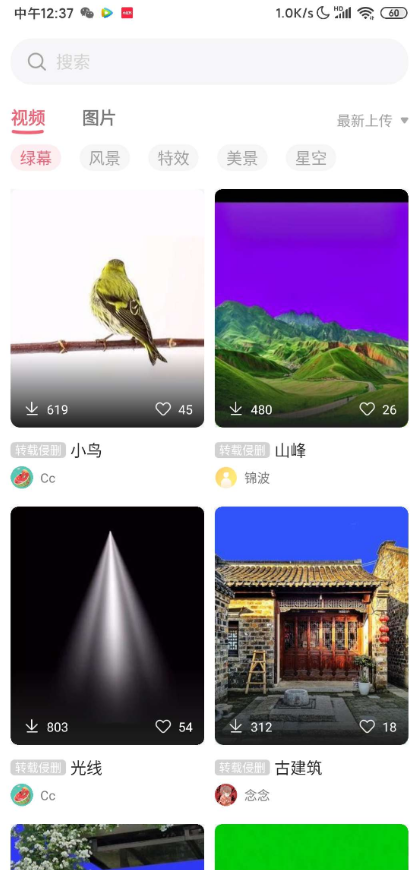 中午12:37
1.0K/s HD 60
搜索
视频 图片 最新上传
绿幕 风景 特效 美景 星空
619 45
480 26
转载侵删 小鸟
转载侵删 山峰
Cc
锦波
803 54
312 18
转载侵删 光线
转载侵删 古建筑
Cc
念念